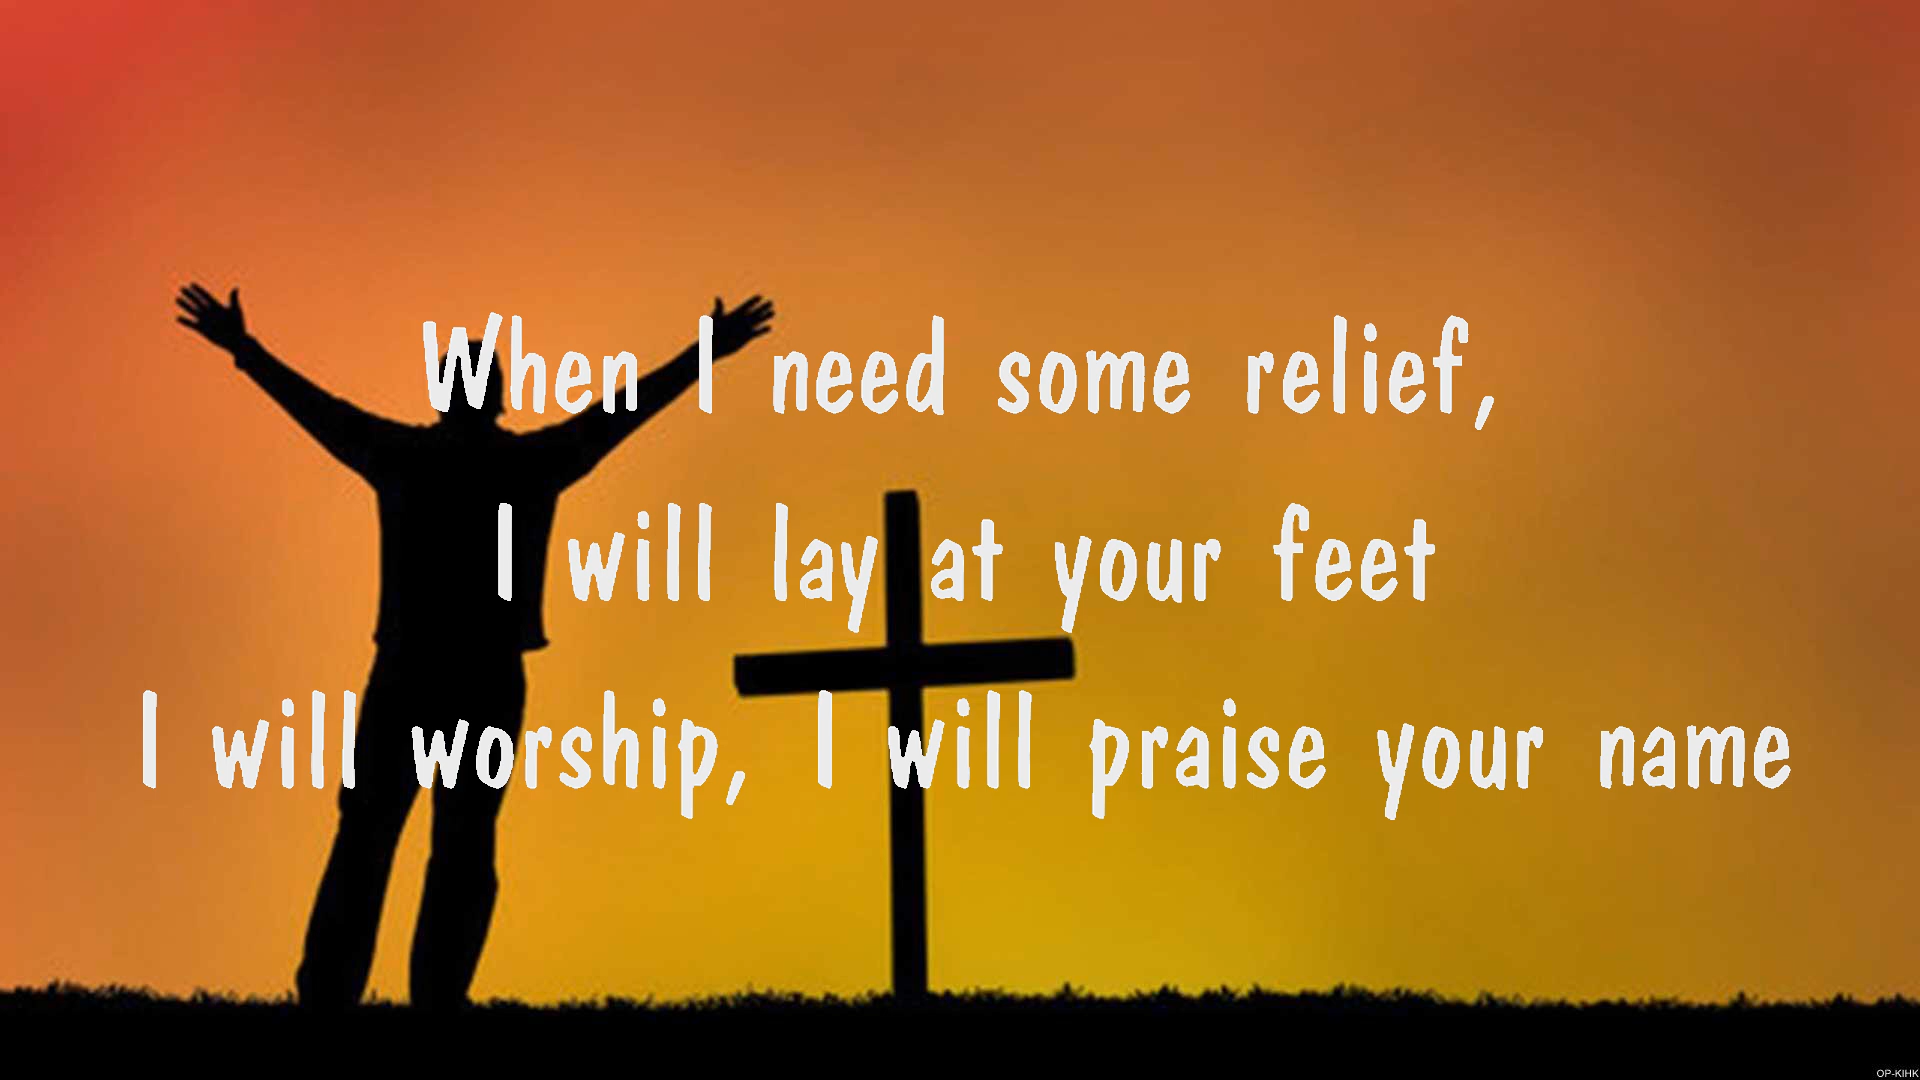 When I need some relief,
I will lay at your feet
I will worship, I will praise your name
OP-KIHK